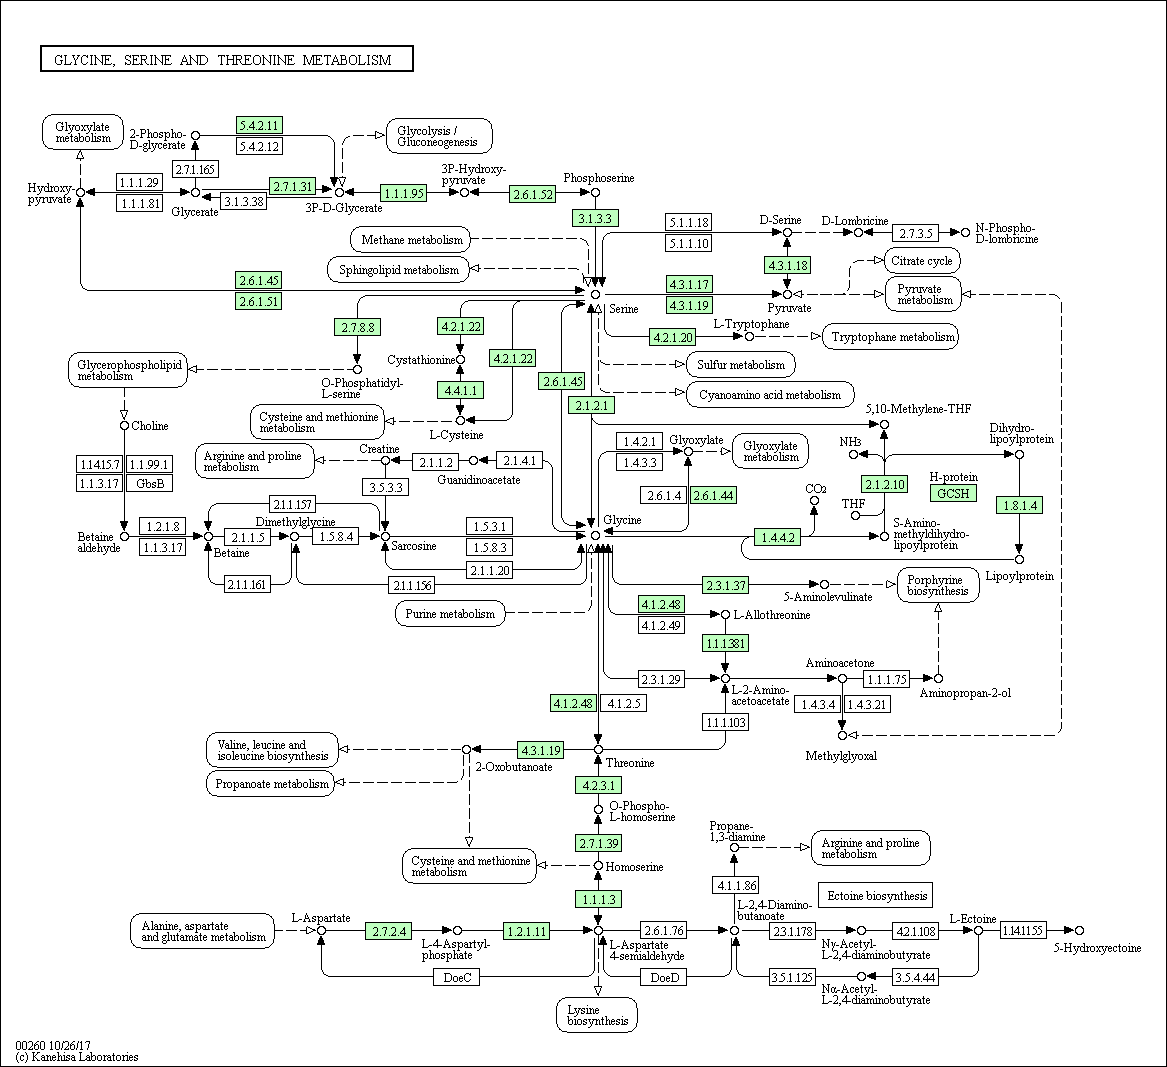 GLYCINE, SERINE AND THREONINE METABOLISM
Glyoxylate
metabolism
2-Phospho-
D-glycerate
5.4.2.11
5.4.2.12
Glycolysis /
Gluconeogenesis
2.7.1.165
3P-Hydroxy-
pyruvate
Phosphoserine
Hydroxy-
pyruvate
1.1.1.29
1.1.1.81
Glycerate
2.7.1.31
3.1.3.38
3P-D-Glycerate
1.1.1.95
2.6.1.52
3.1.3.3
5.1.1.18
5.1.1.10
D-Serine
D-Lombricine
2.7.3.5
N-Phospho-
D-lombricine
Methane metabolism
Sphingolipid metabolism
4.3.1.18
Citrate cycle
2.6.1.45
2.6.1.51
4.3.1.17
4.3.1.19
Pyruvate
metabolism
Serine
Pyruvate
2.7.8.8
4.2.1.22
4.2.1.20
L-Tryptophane
Tryptophane metabolism
Cystathionine
4.2.1.22
Sulfur metabolism
Glycerophospholipid
metabolism
O-Phosphatidyl-
L-serine
4.4.1.1
2.6.1.45
Cyanoamino acid metabolism
2.1.2.1
5,10-Methylene-THF
Choline
Cysteine and methionine
metabolism
L-Cysteine
1.4.2.1
1.4.3.3
Glyoxylate
Glyoxylate
metabolism
NH3
Dihydro-
lipoylprotein
Arginine and proline
metabolism
Creatine
2.1.1.2
2.1.4.1
Guanidinoacetate
1.14.15.7
1.1.99.1
1.1.3.17
GbsB
3.5.3.3
2.6.1.4
2.6.1.44
CO2
2.1.2.10
H-protein
GCSH
THF
1.8.1.4
2.1.1.157
Dimethylglycine
Betaine
aldehyde
1.2.1.8
1.1.3.17
Betaine
2.1.1.5
1.5.8.4
Sarcosine
1.5.3.1
1.5.8.3
2.1.1.20
Glycine
1.4.4.2
S-Amino-
methyldihydro-
lipoylprotein
Lipoylprotein
2.1.1.161
2.1.1.156
2.3.1.37
5-Aminolevulinate
Porphyrine
biosynthesis
Purine metabolism
4.1.2.48
4.1.2.49
L-Allothreonine
1.1.1381
2.3.1.29
L-2-Amino-
acetoacetate
Aminoacetone
1.1.1.75
Aminopropan-2-ol
4.1.2.48
4.1.2.5
1.1.1.103
1.4.3.4
1.4.3.21
Methylglyoxal
Valine, leucine and
isoleucine biosynthesis
4.3.1.19
2-Oxobutanoate
Threonine
Propanoate metabolism
4.2.3.1
O-Phospho-
L-homoserine
2.7.1.39
Propane-
1,3-diamine
Arginine and proline
metabolism
Cysteine and methionine
metabolism
Homoserine
4.1.1.86
Ectoine biosynthesis
1.1.1.3
Alanine, aspartate
and glutamate metabolism
L-Aspartate
2.7.2.4
L-4-Aspartyl-
phosphate
1.2.1.11
L-Aspartate
4-semialdehyde
2.6.1.76
L-2,4-Diamino-
butanoate
2.3.1.178
Nγ-Acetyl-
L-2,4-diaminobutyrate
4.2.1.108
L-Ectoine
1.14.11.55
5-Hydroxyectoine
DoeC
DoeD
3.5.1.125
Nα-Acetyl-
L-2,4-diaminobutyrate
3.5.4.44
Lysine
biosynthesis
00260 10/26/17
(c) Kanehisa Laboratories